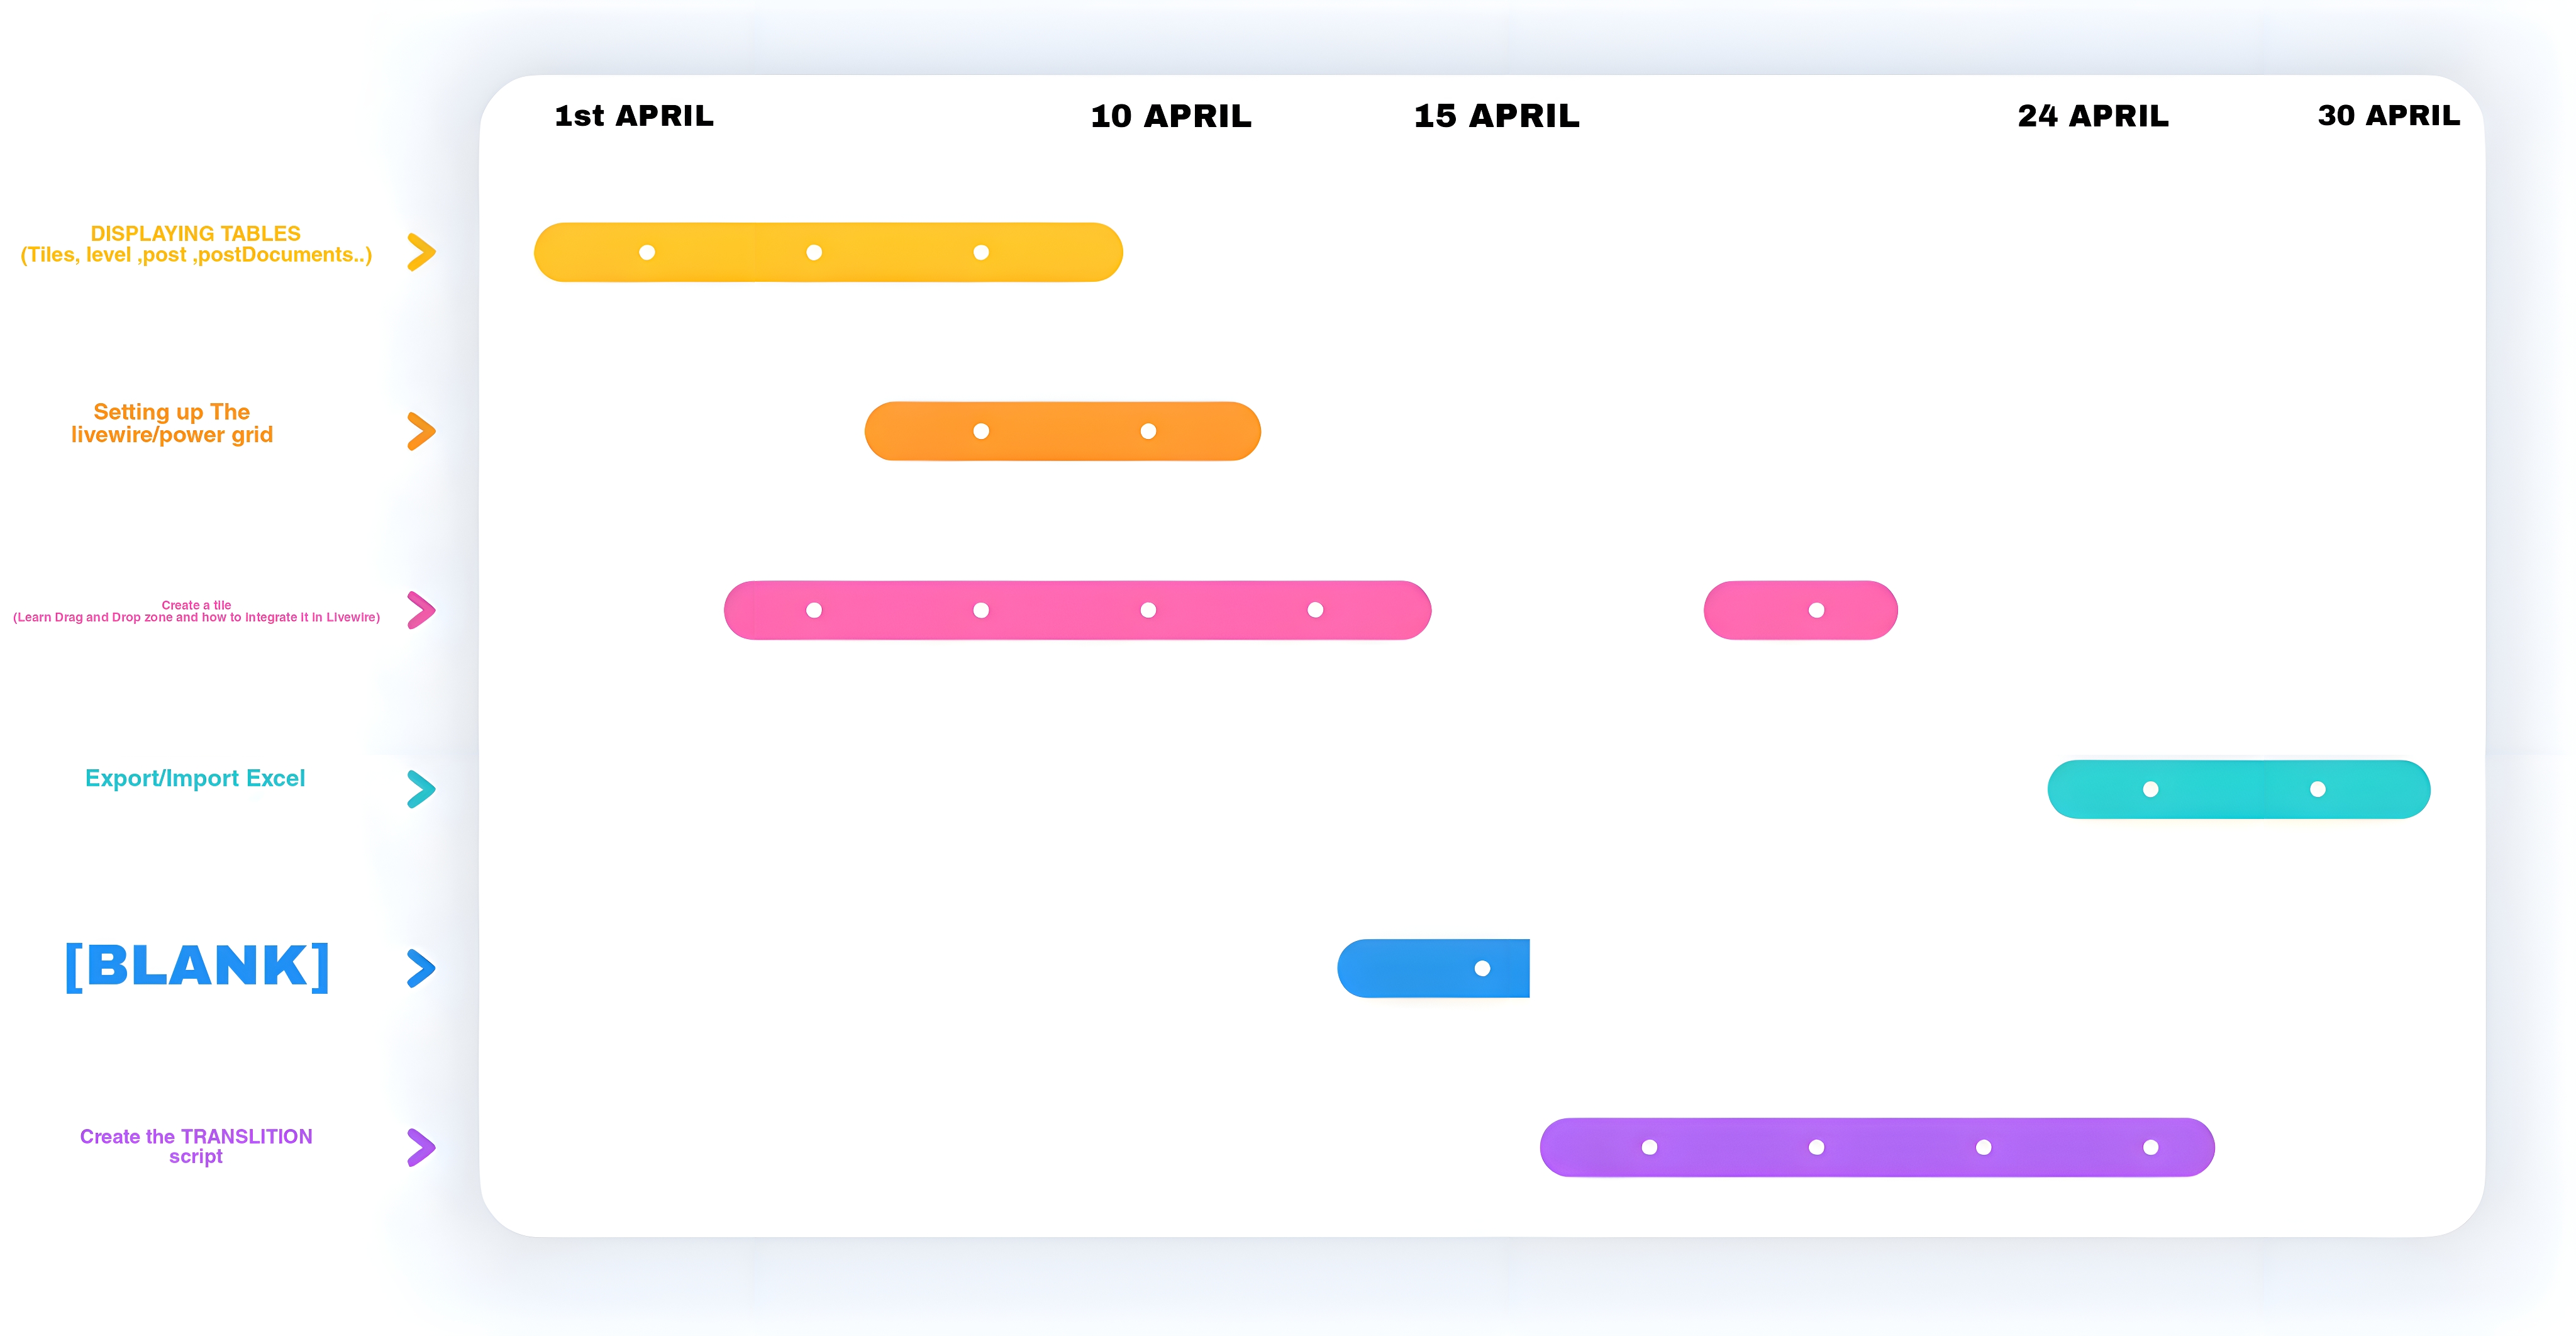 1st APRIL 10 APRIL 15 APRIL 24 APRIL 30 APRIL
DISPLAYING TABLES
(Tiles, level ,post ,postDocuments..)
Setting up The
livewire/power grid
Create a tile
(Learn Drag and Drop zone and how to integrate it in Livewire)
Export/Import Excel
[BLANK]
Create the TRANSLITION
script